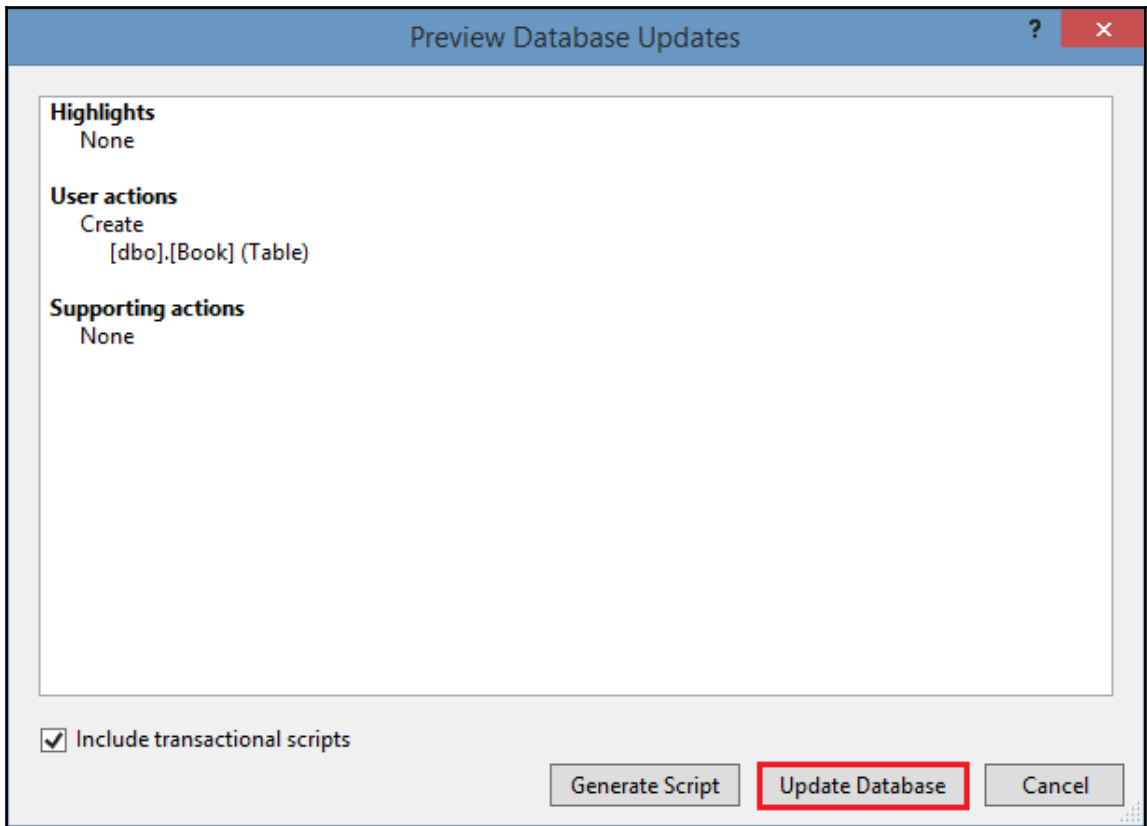 Preview Database Updates
?
Highlights
None
User actions
Create
[dbo].[Book] (Table)
Supporting actions
None
Include transactional scripts
Generate Script
Update Database
Cancel